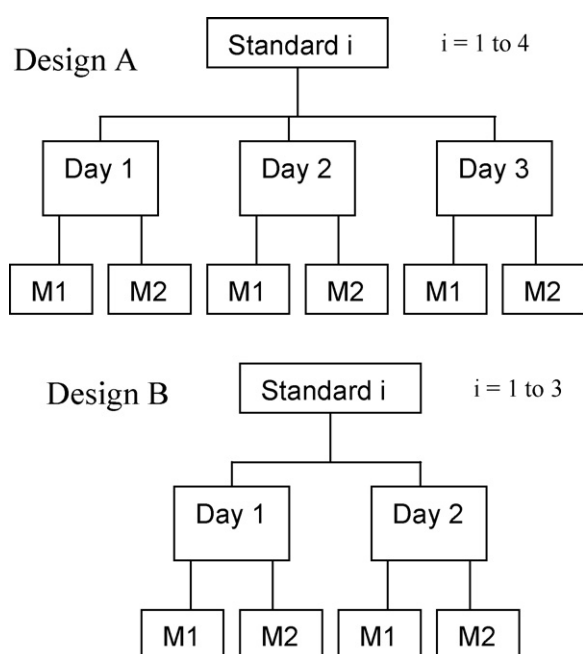 Standard i
i = 1 to 4
Design A
Day 1 Day 2 Day 3
M1 M2 M1 M2 M1 M2
Design B
Standard i
i = 1 to 3
Day 1 Day 2
M1 M2 M1 M2